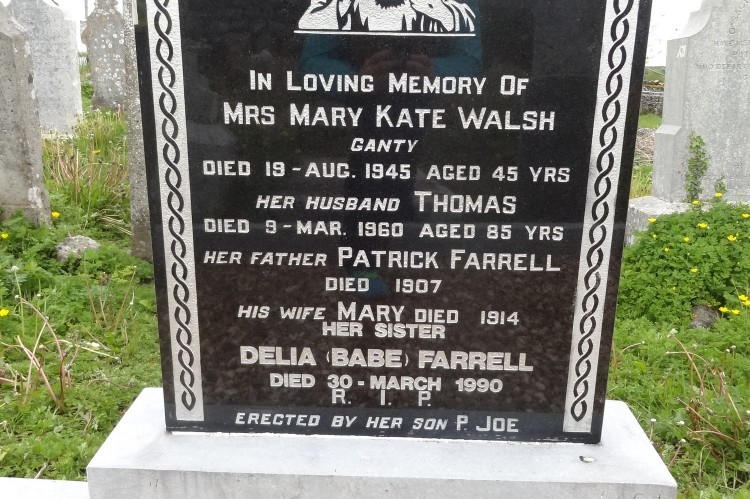 IN LOVING MEMORY OF
MRS MARY KATE WALSH
GANTY
DIED 19-AUG. 1945 AGED 45 YRS
HER HUSBAND THOMAS
DIED 9-MAR. 1960 AGED 85 YRS
HER FATHER PATRICK FARRELL
DIED 1907
HIS WIFE MARY DIED 1914
HER SISTER
DELIA (BABE) FARRELL
DIED 30-MARCH 1990
R. I. P.
ERECTED BY HER SON P. JOE